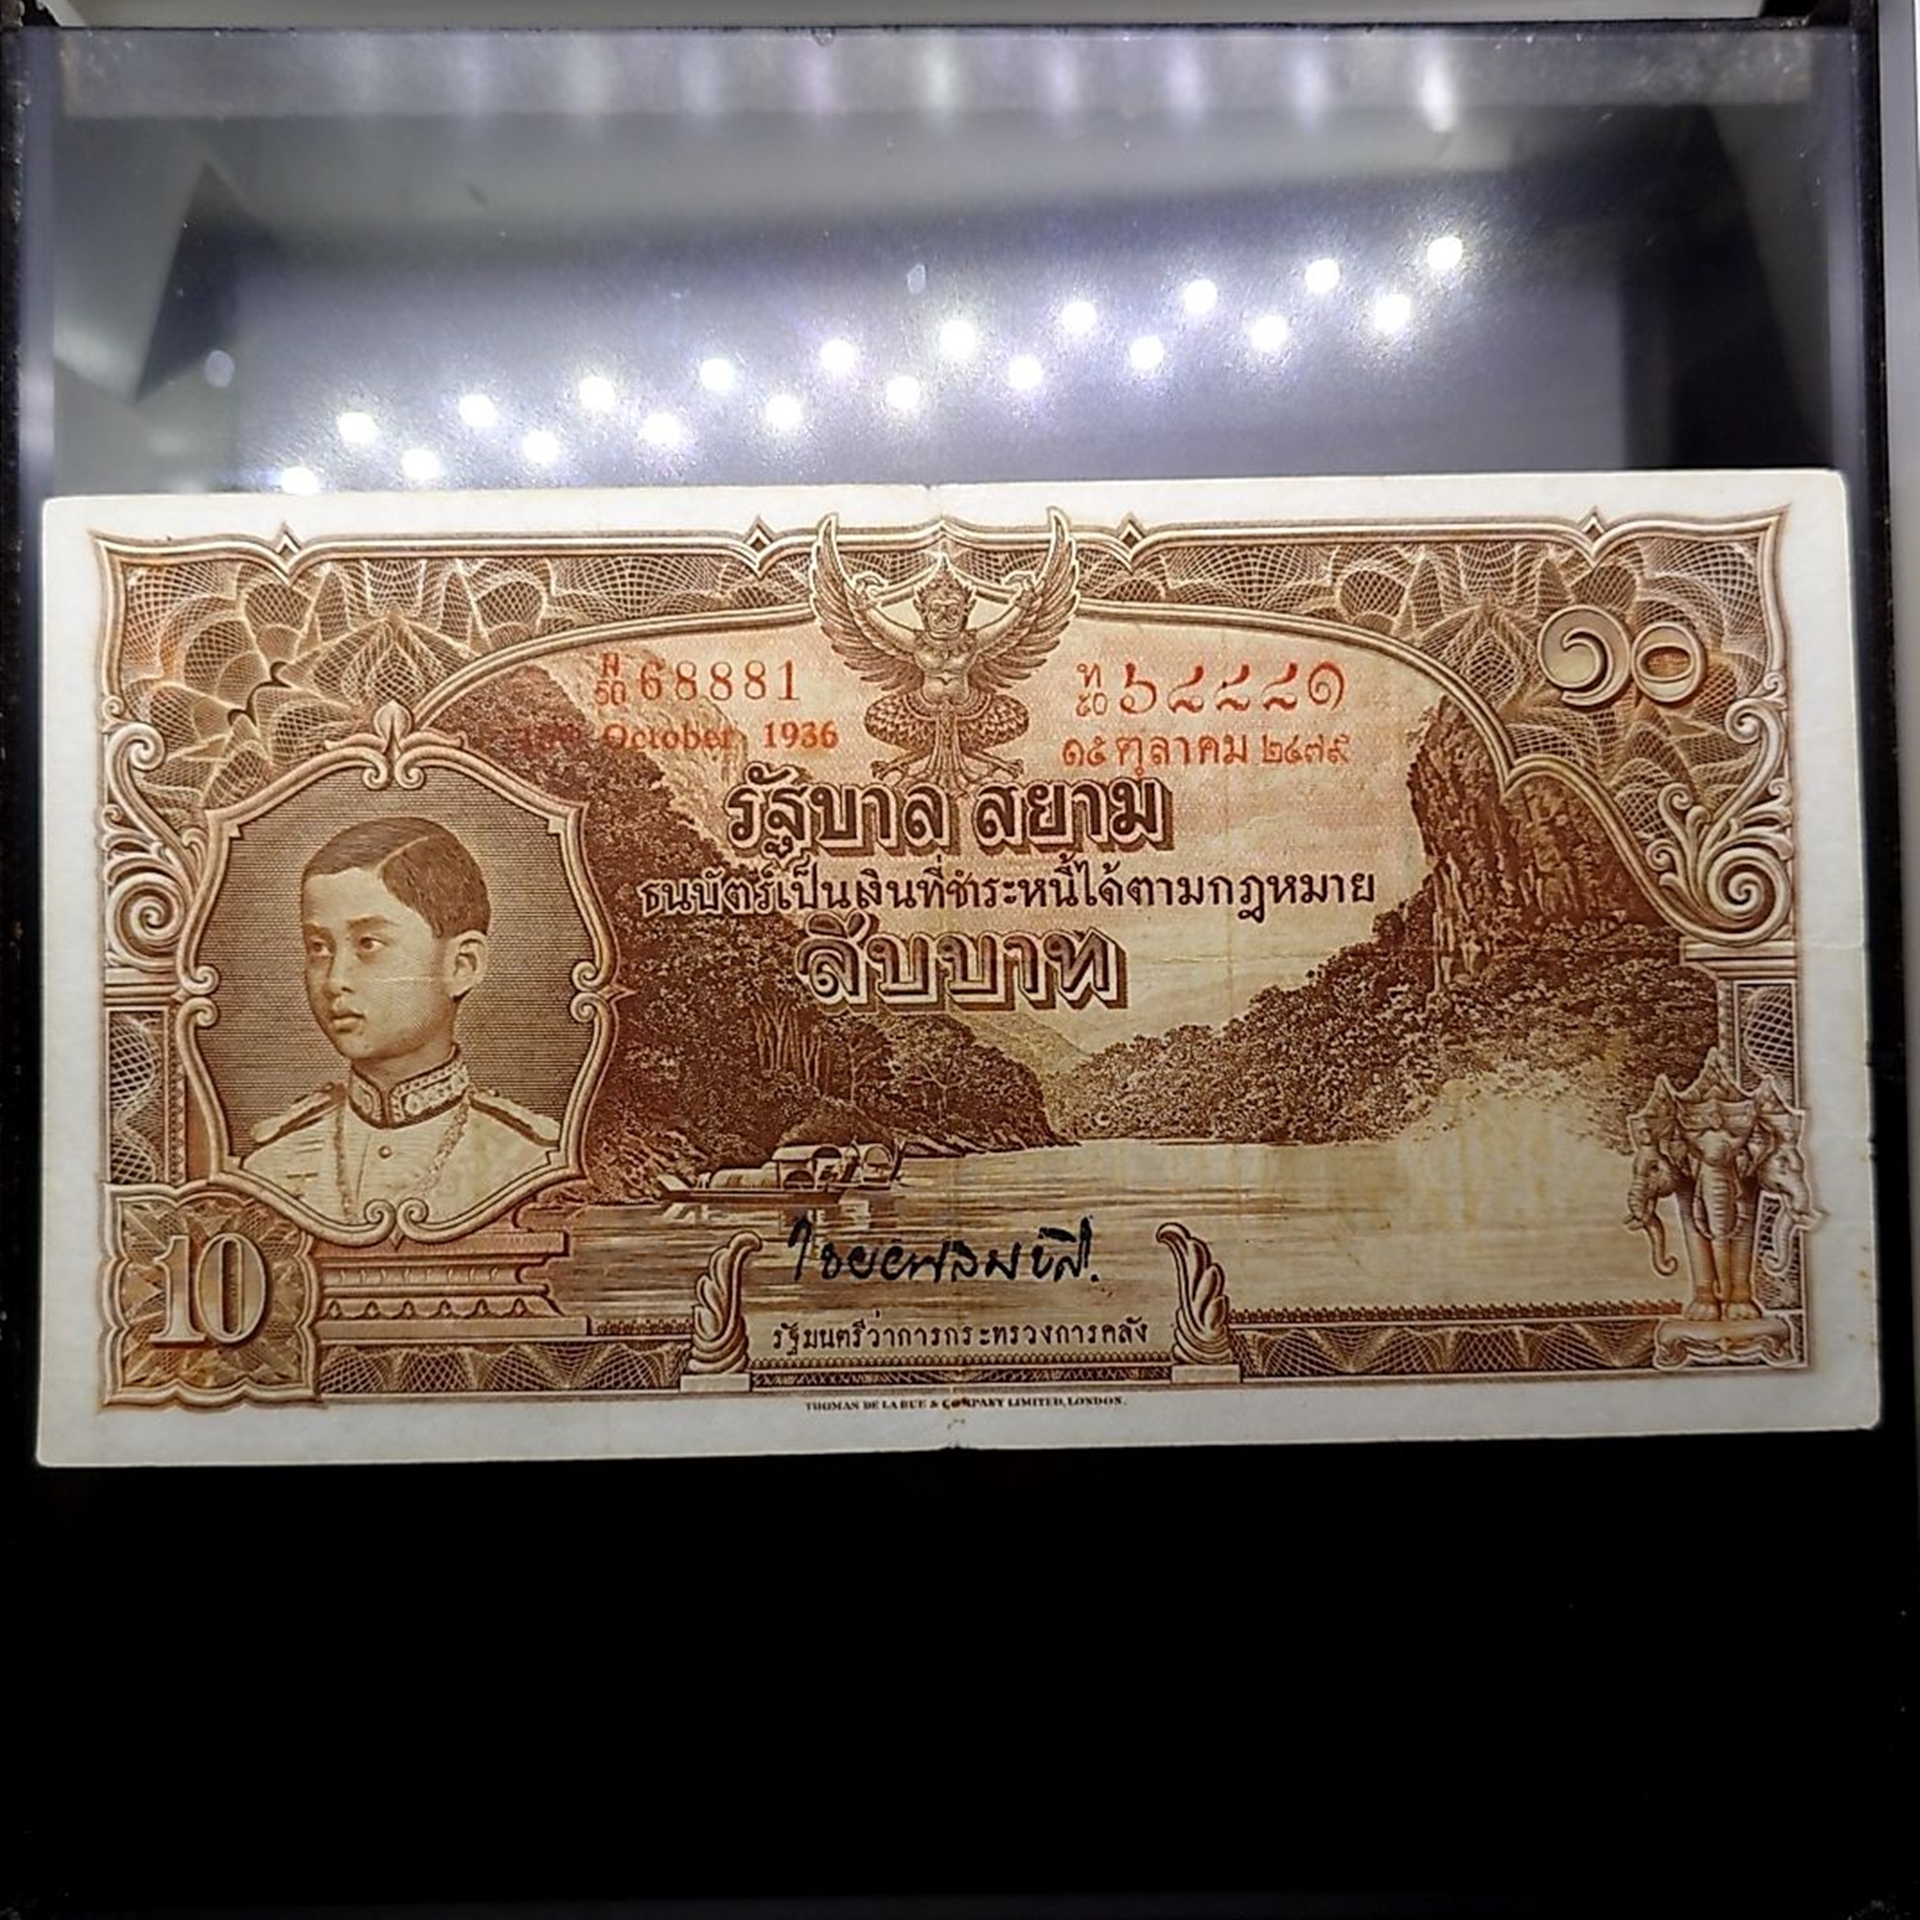 ๑๐
H/50 68881
ท/๕๐ ๖๘๘๘๑
October 1936
๑๕ ตุลาคม ๒๔๗๙
รัฐบาล สยาม
ธนบัตร์เป็นเงินที่ชำระหนี้ได้ตามกฎหมาย
สิบบาท
10
รัฐมนตรีว่าการกระทรวงการคลัง
THOMAS DE LA RUE & COMPANY LIMITED, LONDON.